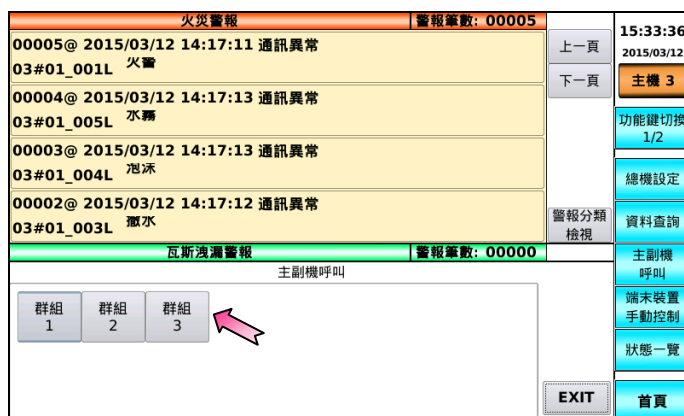 火災警報
警報筆數: 00005
00005@ 2015/03/12 14:17:11 通訊異常
03#01_001L 火警
00004@ 2015/03/12 14:17:13 通訊異常
03#01_005L 水霧
00003@ 2015/03/12 14:17:13 通訊異常
03#01_004L 泡沫
00002@ 2015/03/12 14:17:12 通訊異常
03#01_003L 撒水
上一頁
下一頁
警報分類
檢視
瓦斯洩漏警報
警報筆數: 00000
主副機呼叫
群組
1
群組
2
群組
3
EXIT
15:33:36
2015/03/12
主機 3
功能鍵切換
1/2
總機設定
資料查詢
主副機
呼叫
端末裝置
手動控制
狀態一覽
首頁